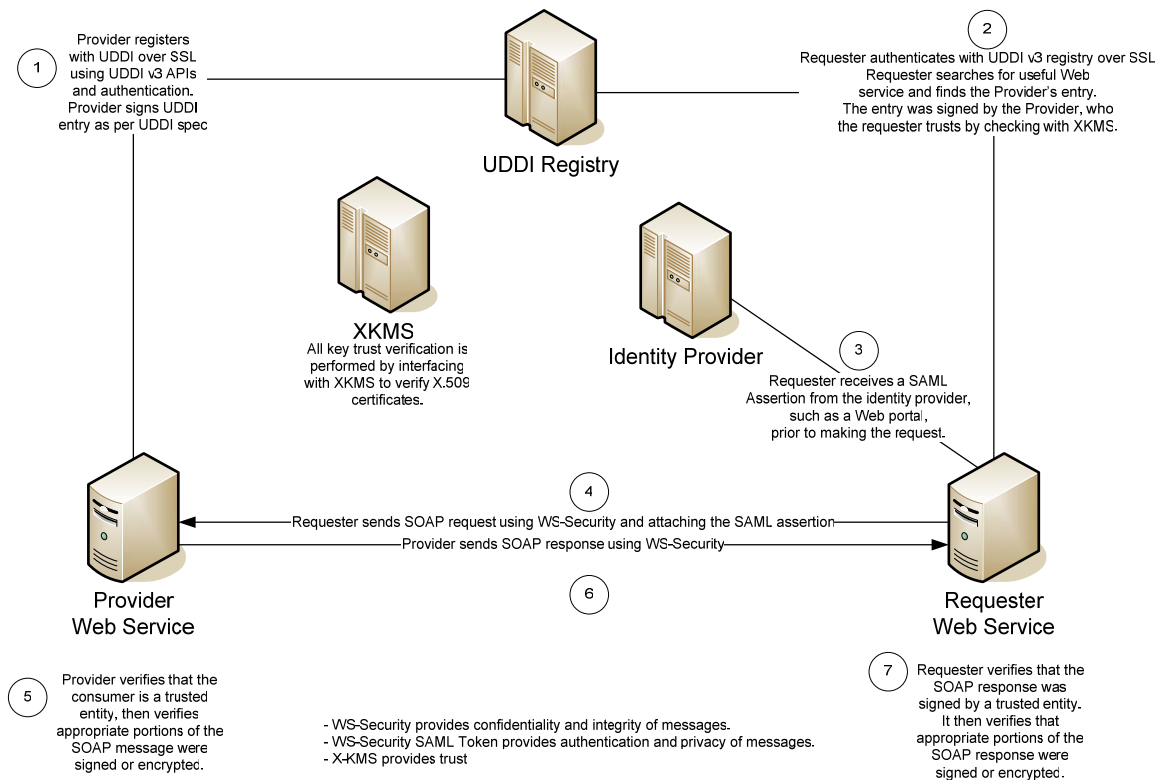 1
Provider registers
with UDDI over SSL
using UDDI v3 APIs
and authentication.
Provider signs UDDI
entry as per UDDI spec
UDDI Registry
2
Requester authenticates with UDDI v3 registry over SSL
Requester searches for useful Web
service and finds the Provider's entry.
The entry was signed by the Provider, who
the requester trusts by checking with XKMS.
XKMS
All key trust verification is
performed by interfacing
with XKMS to verify X.509
certificates.
Identity Provider
3
Requester receives a SAML
Assertion from the identity provider,
such as a Web portal,
prior to making the request.
4
Requester sends SOAP request using WS-Security and attaching the SAML assertion
Provider sends SOAP response using WS-Security
6
Provider
Web Service
Requester
Web Service
5
Provider verifies that the
consumer is a trusted
entity, then verifies
appropriate portions of the
SOAP message were
signed or encrypted.
- WS-Security provides confidentiality and integrity of messages.
- WS-Security SAML Token provides authentication and privacy of messages.
- X-KMS provides trust
7
Requester verifies that the
SOAP response was
signed by a trusted entity.
It then verifies that
appropriate portions of the
SOAP response were
signed or encrypted.